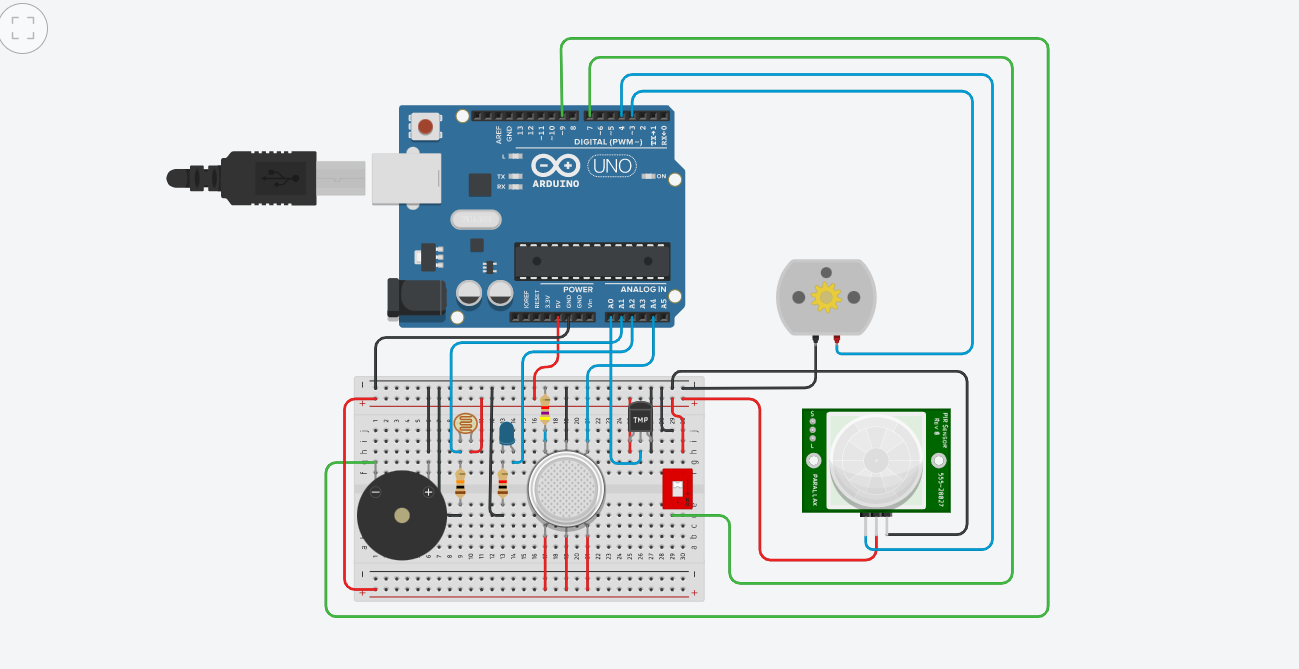 AREF
GND
13
12
~11
~10
~9
8
7
~6
~5
4
~3
2
TX→1
RX←0
DIGITAL (PWM~)
L
TX
RX
UNO
ON
ARDUINO
POWER
ANALOG IN
IOREF
RESET
3.3V
5V
GND
GND
Vin
A0
A1
A2
A3
A4
A5
TMP
PIR Sensor
Rev B
S
L
PARALLAX
555-28027